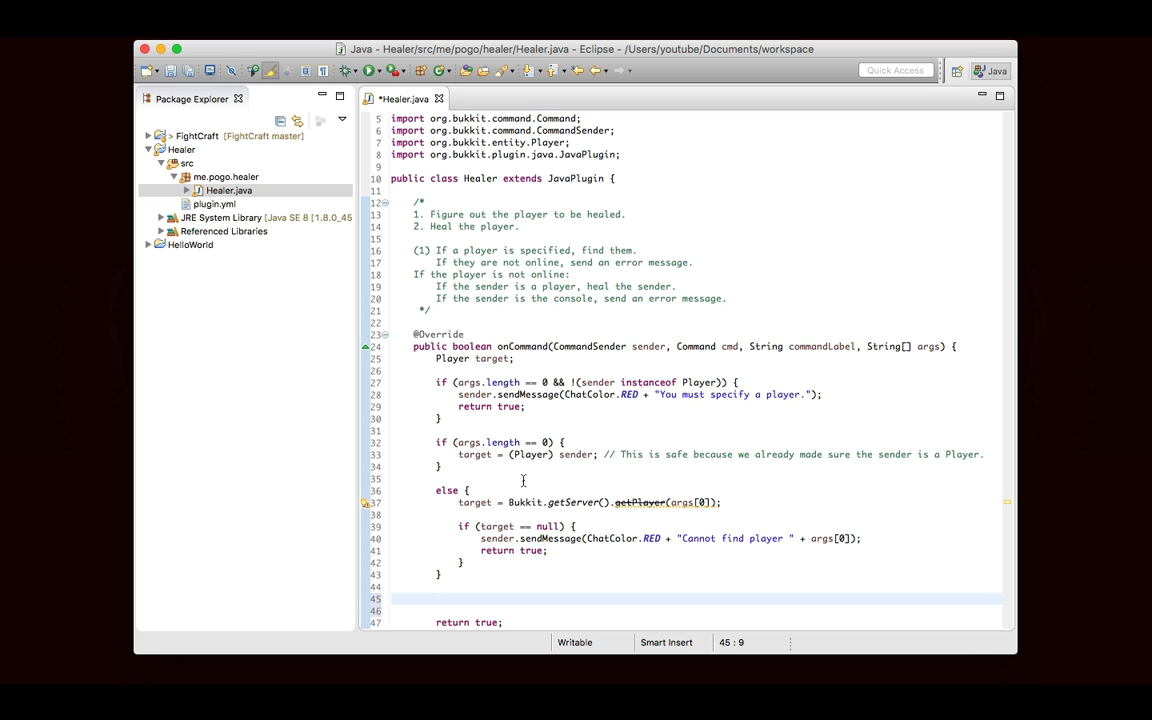 Java - Healer/src/me/pogo/healer/Healer.java - Eclipse - /Users/youtube/Documents/workspace
Quick Access
Java
Package Explorer
*Healer.java
> FightCraft [FightCraft master]
Healer
src
me.pogo.healer
Healer.java
plugin.yml
JRE System Library [Java SE 8 [1.8.0_45
Referenced Libraries
HelloWorld
5 import org.bukkit.command.Command;
6 import org.bukkit.command.CommandSender;
7 import org.bukkit.entity.Player;
8 import org.bukkit.plugin.java.JavaPlugin;
9
10 public class Healer extends JavaPlugin {
11
12 /*
13 1. Figure out the player to be healed.
14 2. Heal the player.
15
16 (1) If a player is specified, find them.
17 If they are not online, send an error message.
18 If the player is not online:
19 If the sender is a player, heal the sender.
20 If the sender is the console, send an error message.
21 */
22
23 @Override
24 public boolean onCommand(CommandSender sender, Command cmd, String commandLabel, String[] args) {
25 Player target;
26
27 if (args.length == 0 && !(sender instanceof Player)) {
28 sender.sendMessage(ChatColor.RED + "You must specify a player.");
29 return true;
30 }
31
32 if (args.length == 0) {
33 target = (Player) sender; // This is safe because we already made sure the sender is a Player.
34 }
35
36 else {
37 target = Bukkit.getServer().getPlayer(args[0]);
38
39 if (target == null) {
40 sender.sendMessage(ChatColor.RED + "Cannot find player " + args[0]);
41 return true;
42 }
43 }
44
45
46
47 return true;
Writable
Smart Insert
45 : 9